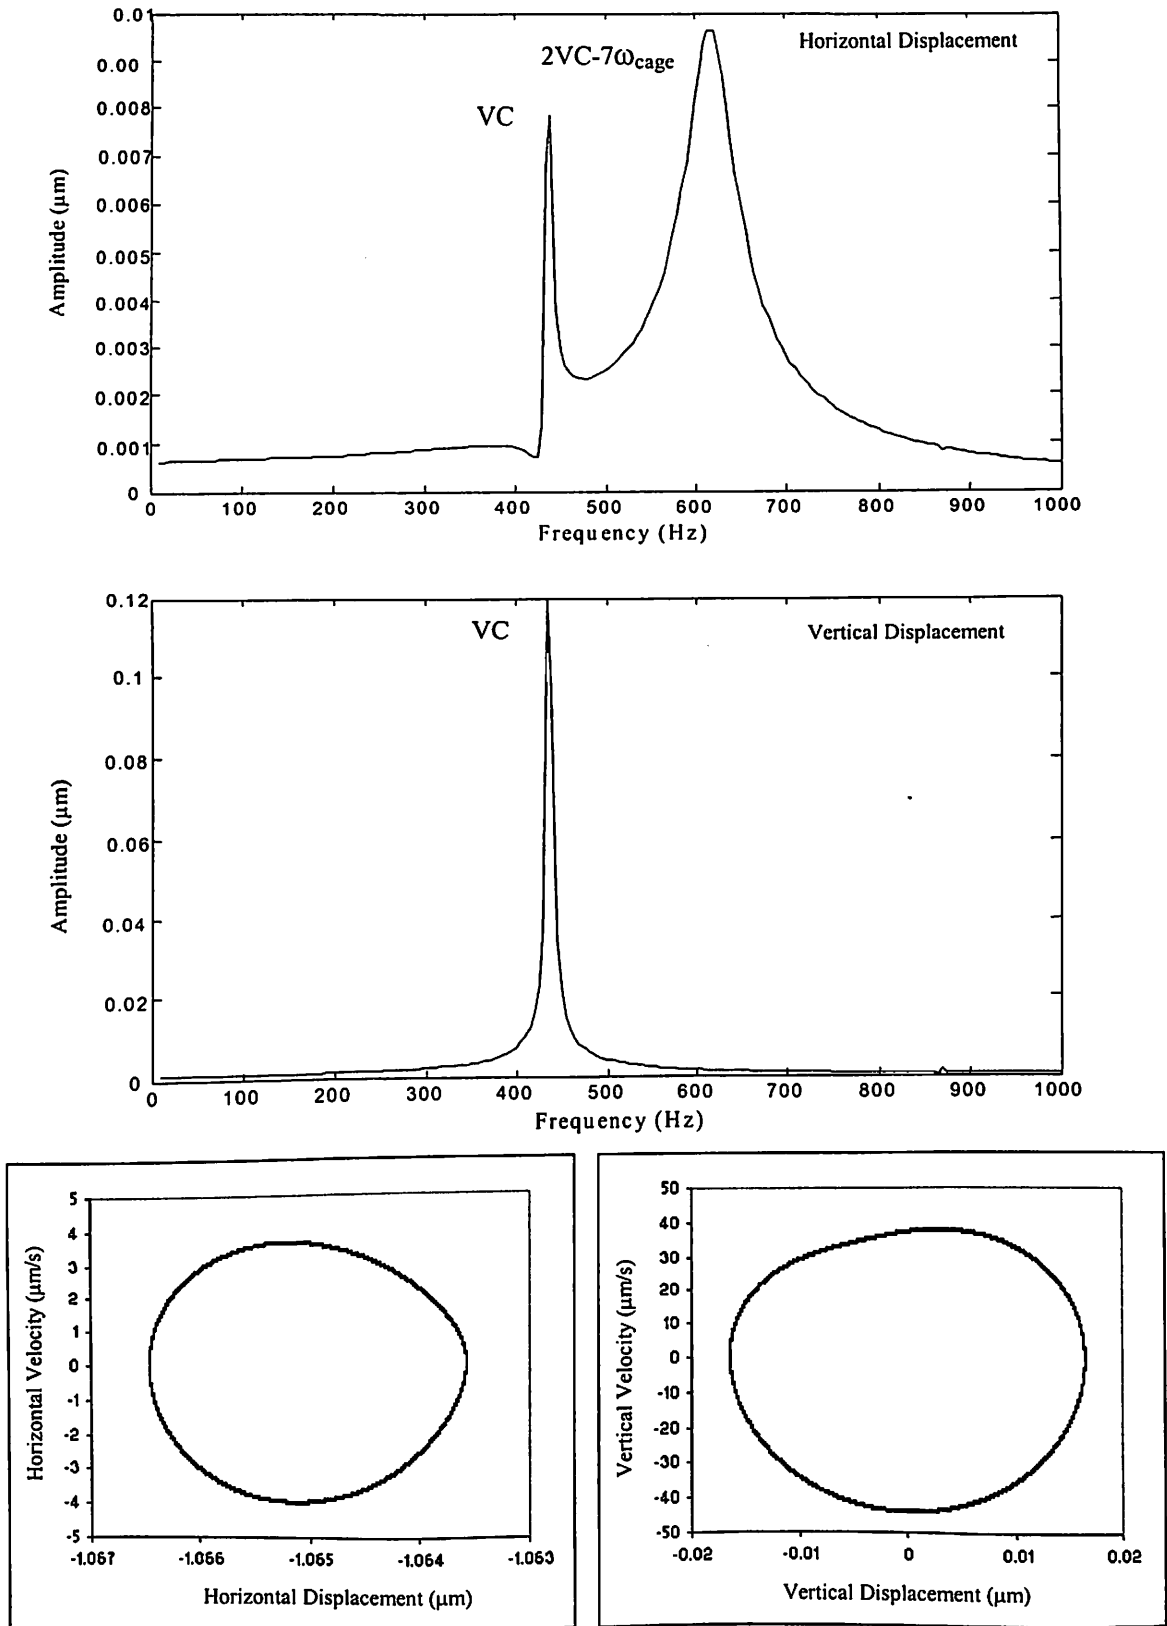 0.01
Horizontal Displacement
2VC-7ωcage
0.00
VC
0.008
0.007
0.006
0.005
0.004
0.003
0.002
0.001
0
Amplitude (μm)
0 100 200 300 400 500 600 700 800 900 1000
Frequency (Hz)
0.12
VC
Vertical Displacement
0.1
0.08
0.06
0.04
0.02
0
Amplitude (μm)
0 100 200 300 400 500 600 700 800 900 1000
Frequency (Hz)
5
4
3
2
1
0
-1
-2
-3
-4
-5
Horizontal Velocity (μm/s)
-1.067 -1.066 -1.065 -1.064 -1.063
Horizontal Displacement (μm)
50
40
30
20
10
0
-10
-20
-30
-40
-50
Vertical Velocity (μm/s)
-0.02 -0.01 0 0.01 0.02
Vertical Displacement (μm)